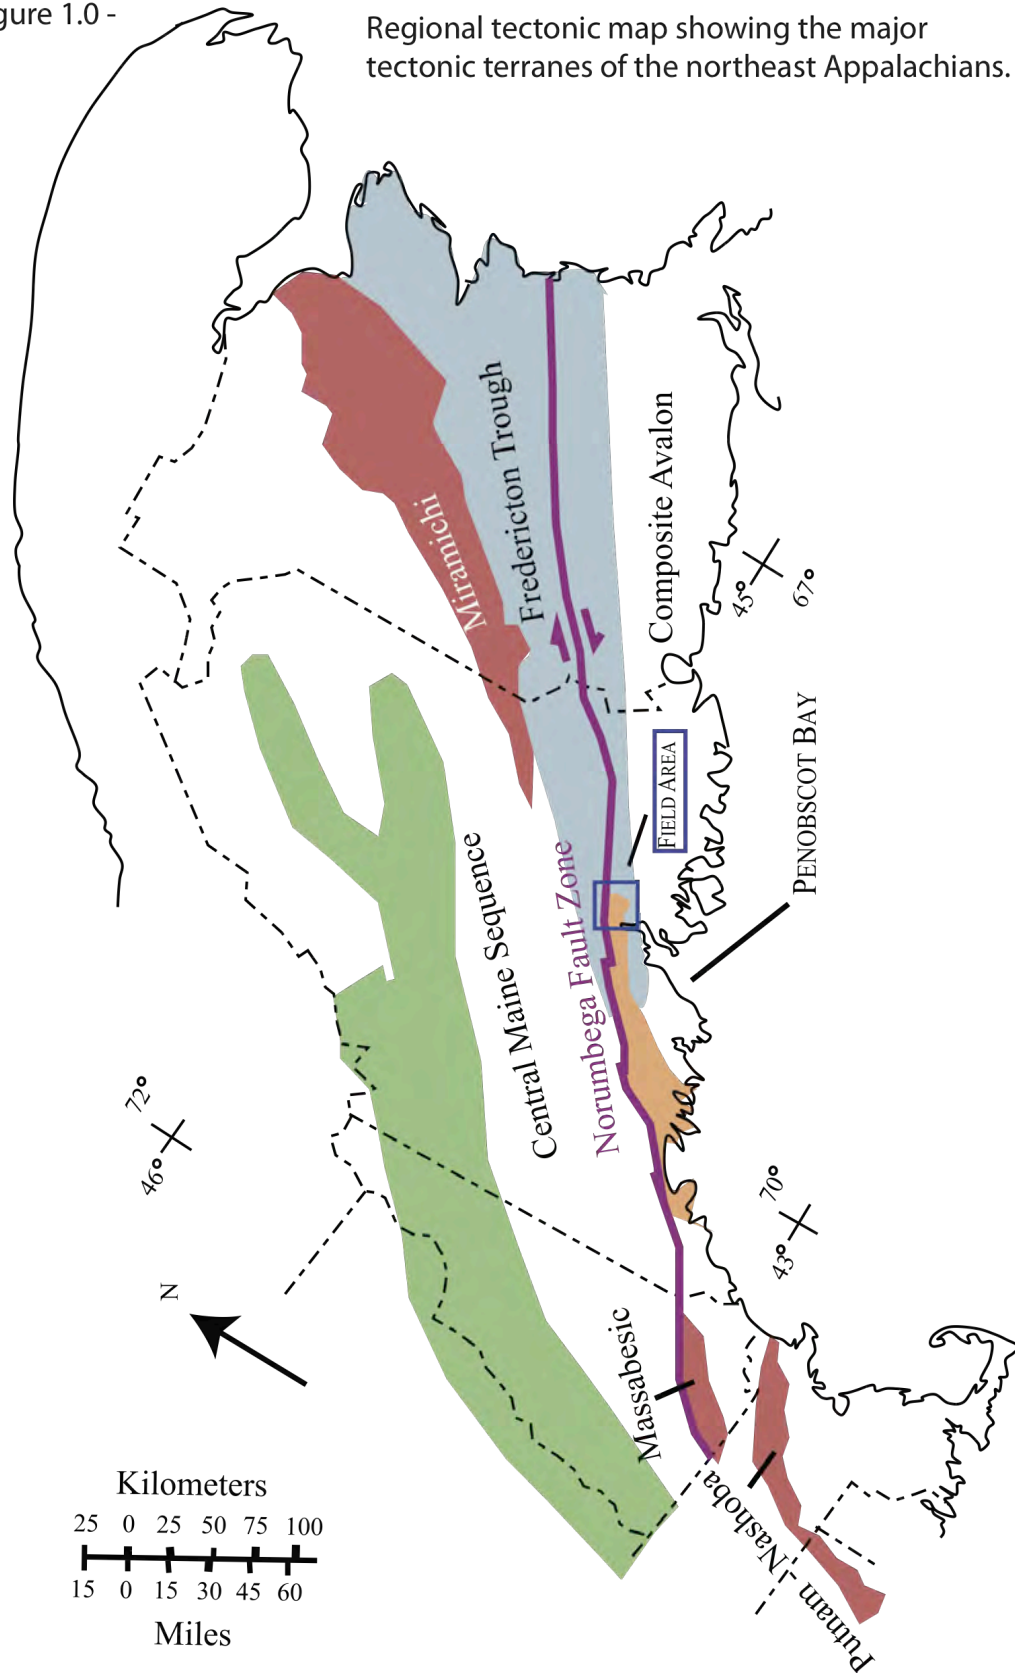 gure 1.0 -
Regional tectonic map showing the major
tectonic terranes of the northeast Appalachians.
Miramichi
Fredericton Trough
Composite Avalon
45°
67°
FIELD AREA
PENOBSCOT BAY
Central Maine Sequence
Norumbega Fault Zone
72°
46°
70°
43°
N
Massabesic
Nashoba
Putnam
Kilometers
25 0 25 50 75 100
15 0 15 30 45 60
Miles